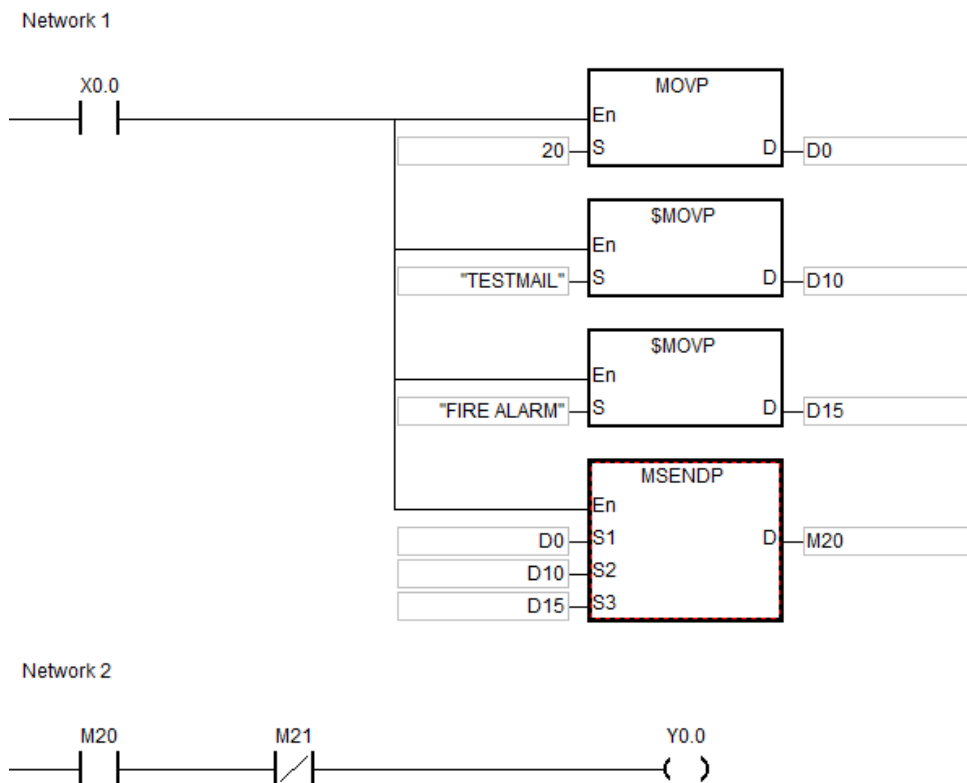 Network 1
X0.0
MOVP
En
20 S D D0
$MOVP
En
"TESTMAIL" S D D10
$MOVP
En
"FIRE ALARM" S D D15
MSENDP
En
D0 S1 D M20
D10 S2
D15 S3
Network 2
M20 M21 Y0.0